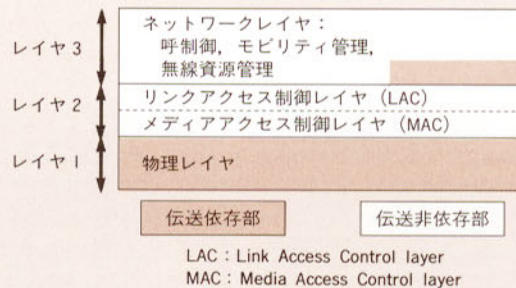 レイヤ3
ネットワークレイヤ：
呼制御，モビリティ管理，
無線資源管理
レイヤ2
リンクアクセス制御レイヤ（LAC）
メディアアクセス制御レイヤ（MAC）
レイヤ1
物理レイヤ
伝送依存部
伝送非依存部
LAC：Link Access Control layer
MAC：Media Access Control layer